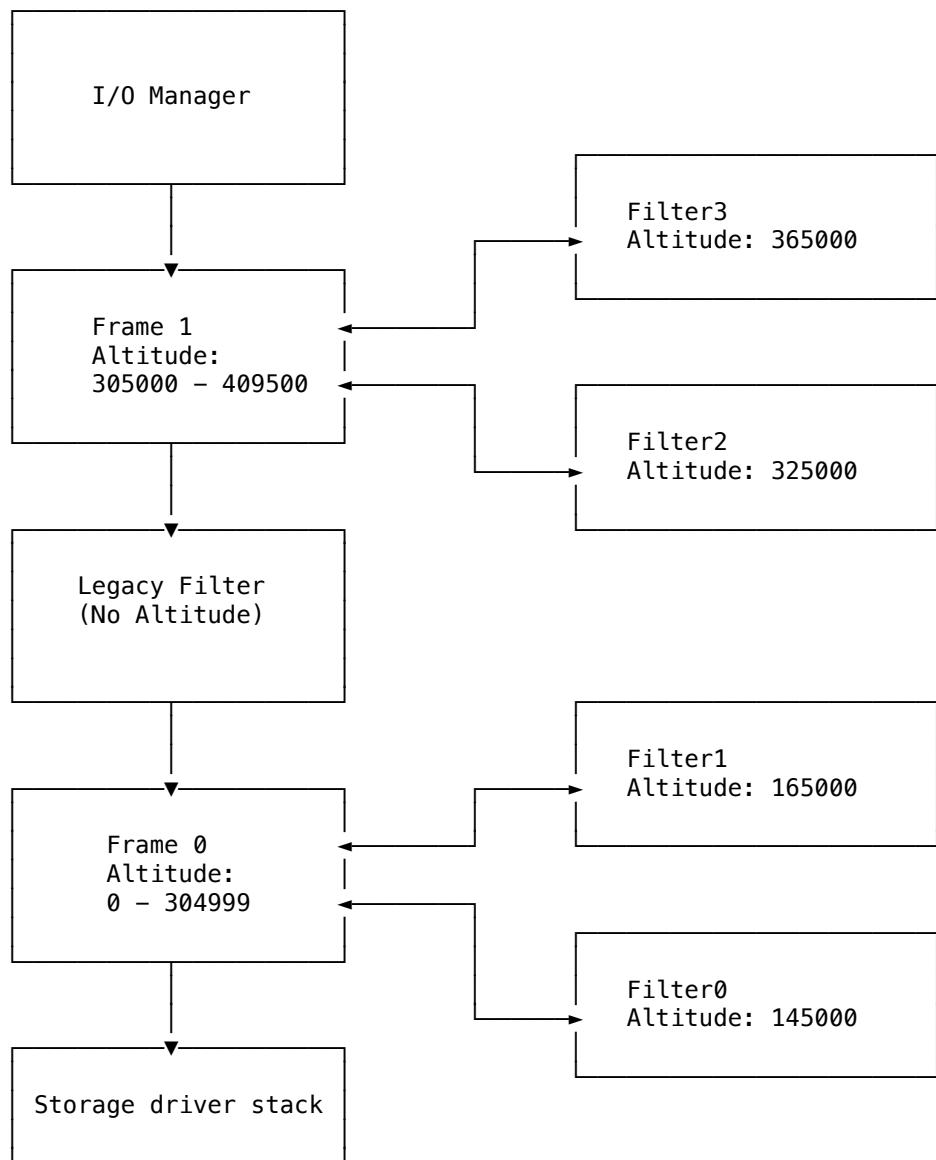 I/O Manager
Filter3
Altitude: 365000
Frame 1
Altitude:
305000 – 409500
Filter2
Altitude: 325000
Legacy Filter
(No Altitude)
Filter1
Altitude: 165000
Frame 0
Altitude:
0 – 304999
Filter0
Altitude: 145000
Storage driver stack